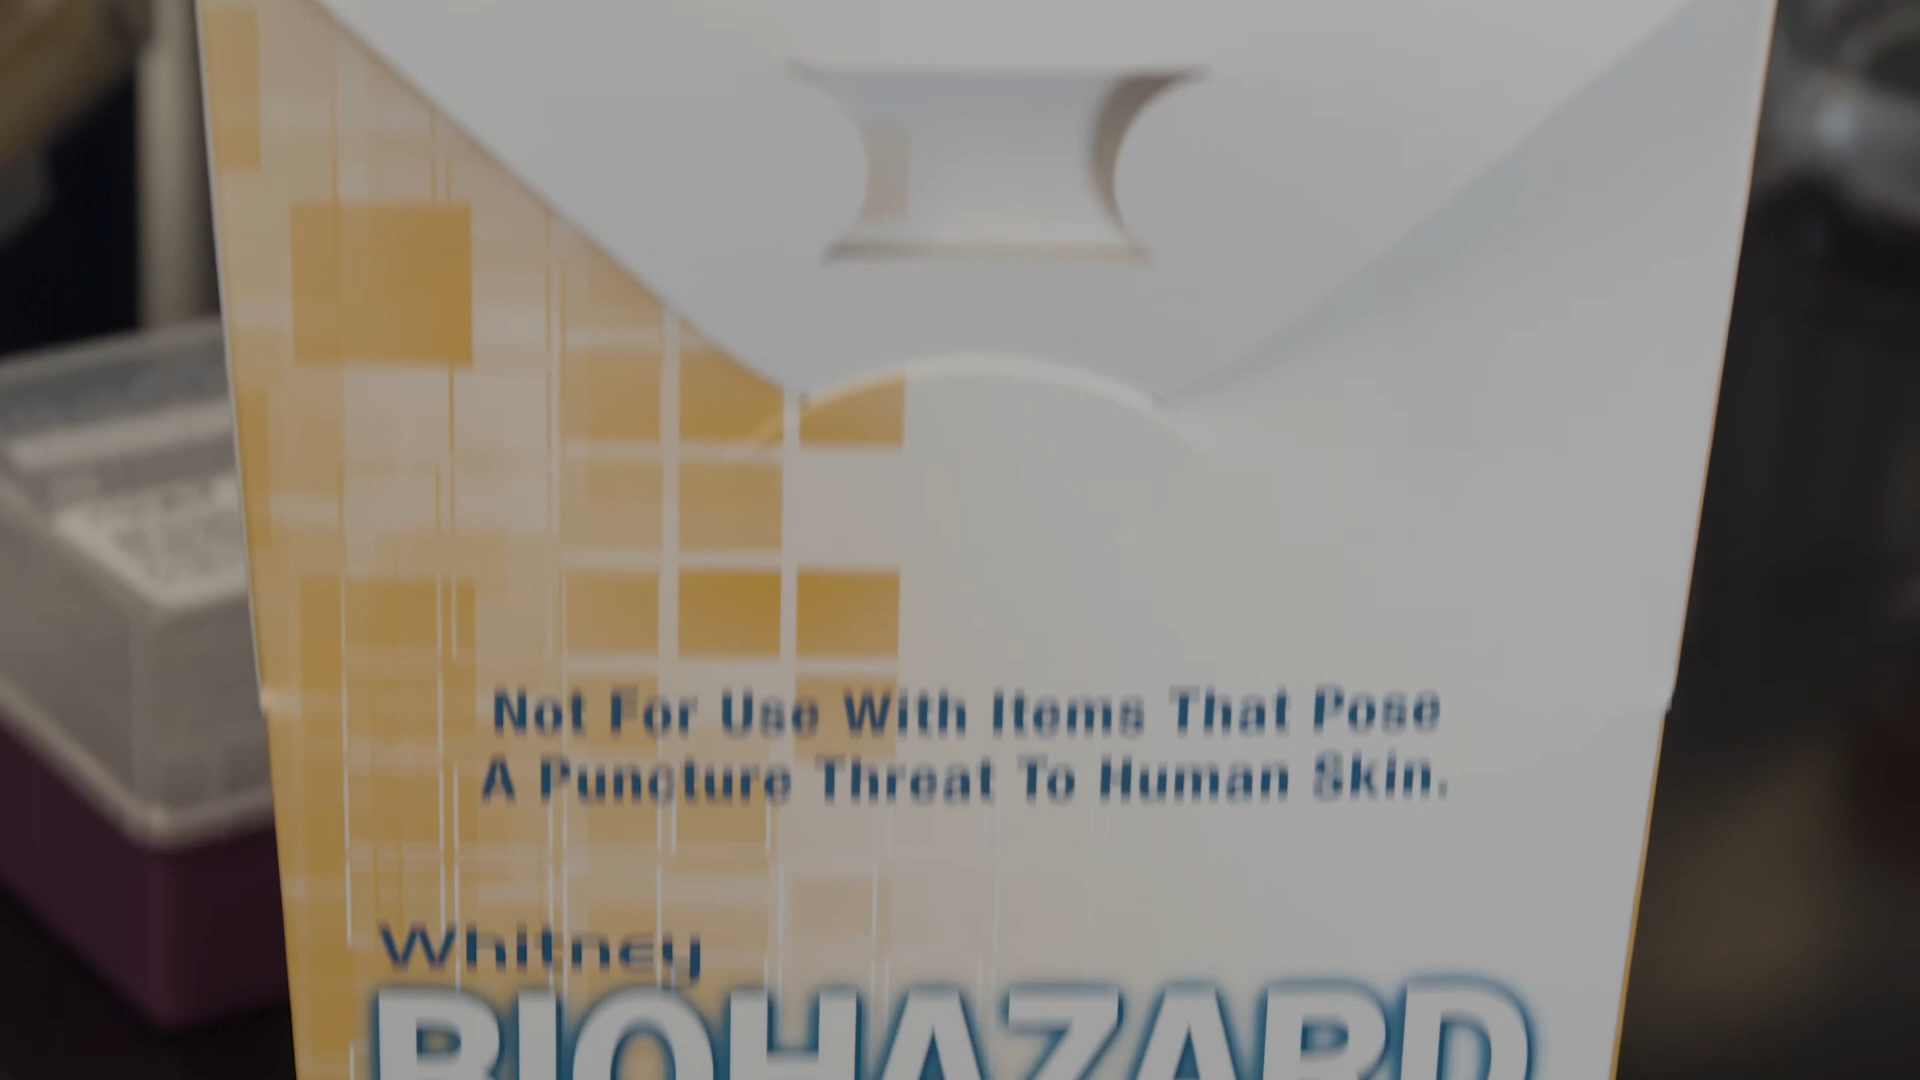 Not For Use With Items That Pose
A Puncture Threat To Human Skin.
Whitney
BIOHAZARD